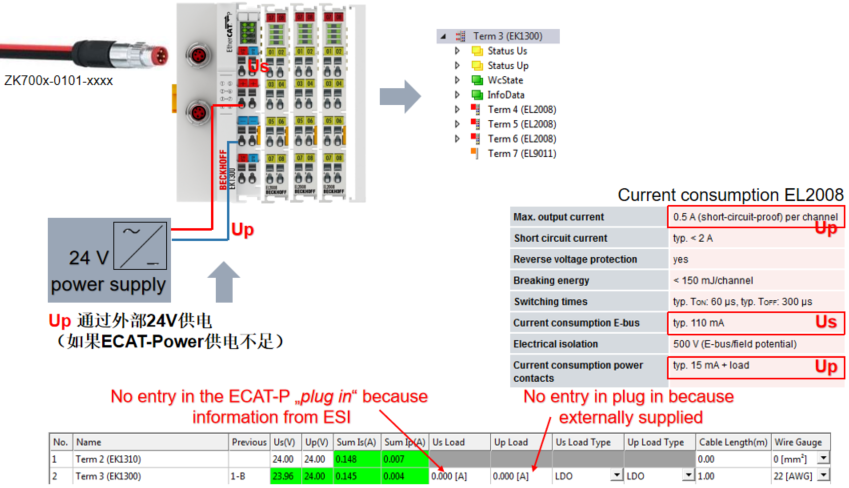 EtherCAT P
ZK700x-0101-xxxx
Us
BECKHOFF
EK1300
EL2008
BECKHOFF
EL2008
BECKHOFF
EL2008
BECKHOFF
Term 3 (EK1300)
Status Us
Status Up
WcState
InfoData
Term 4 (EL2008)
Term 5 (EL2008)
Term 6 (EL2008)
Term 7 (EL9011)
24 V
power supply
Up
Up 通过外部24V供电
（如果ECAT-Power供电不足）
Current consumption EL2008
Max. output current 0.5 A (short-circuit-proof) per channel
Up
Short circuit current typ. < 2 A
Reverse voltage protection yes
Breaking energy < 150 mJ/channel
Switching times typ. TON: 60 µs, typ. TOFF: 300 µs
Current consumption E-bus typ. 110 mA Us
Electrical isolation 500 V (E-bus/field potential)
Current consumption power contacts typ. 15 mA + load Up
No entry in the ECAT-P „plug in“ because
information from ESI
No entry in plug in because
externally supplied
No. Name Previous Us(V) Up(V) Sum Is(A) Sum Ip(A) Us Load Up Load Us Load Type Up Load Type Cable Length(m) Wire Gauge
1 Term 2 (EK1310) 24.00 24.00 0.148 0.007 0.00 0 [mm²]
2 Term 3 (EK1300) 1-B 23.96 24.00 0.145 0.004 0.000 [A] 0.000 [A] LDO LDO 1.00 22 [AWG]